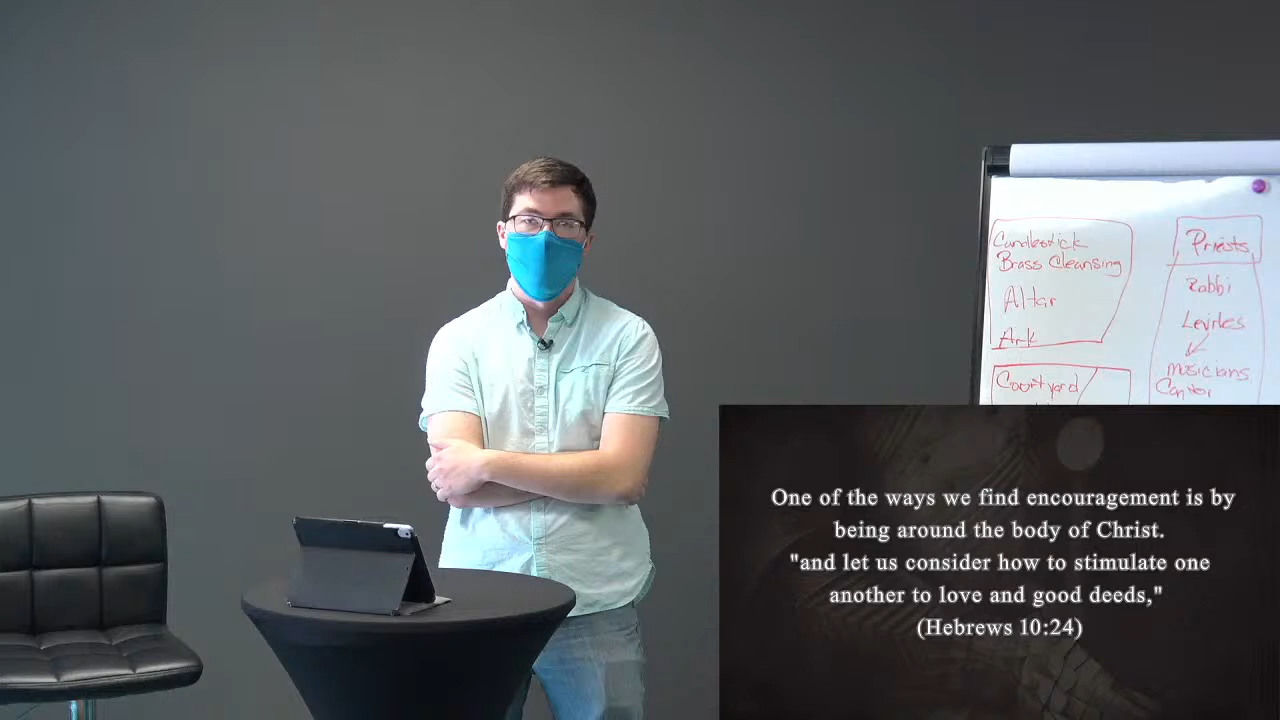 Candlestick
Brass Cleansing
Altar
Ark
Courtyard
Priests
Rabbi
Levites
musicians
Cantor
One of the ways we find encouragement is by
being around the body of Christ.
"and let us consider how to stimulate one
another to love and good deeds,"
(Hebrews 10:24)